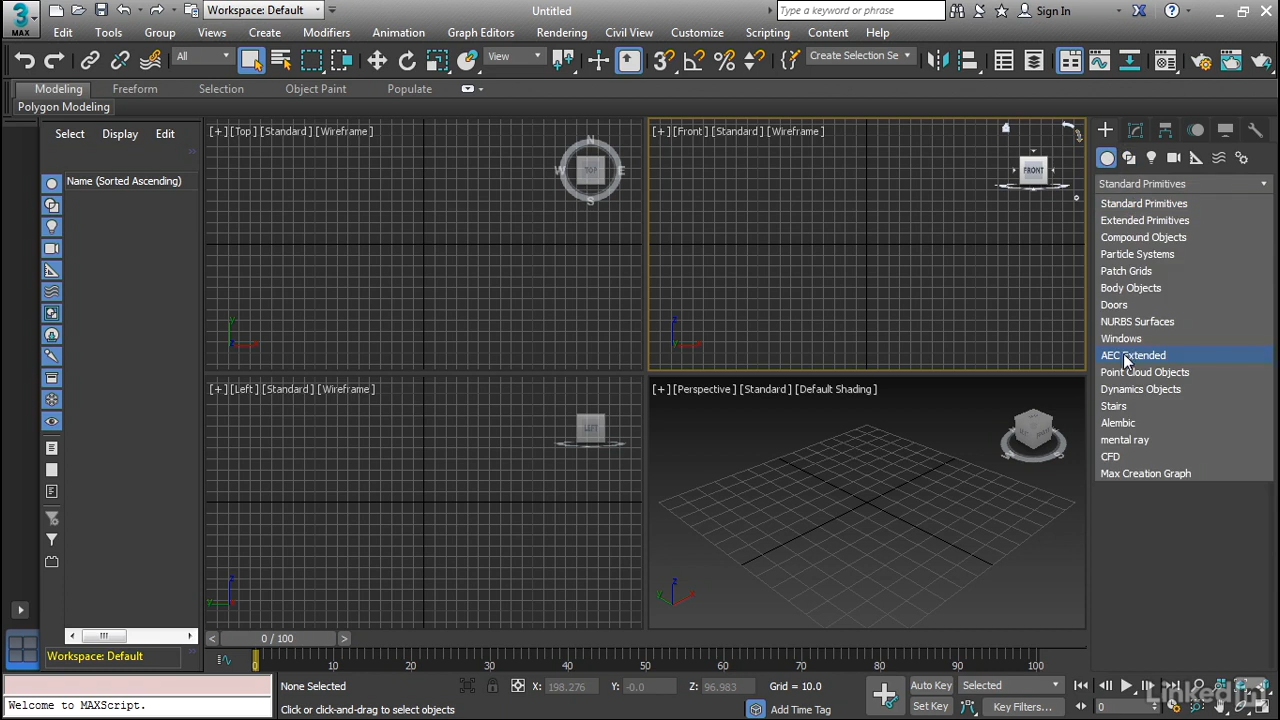 3
MAX
Workspace: Default
Untitled
Type a keyword or phrase
Sign In
Edit Tools Group Views Create Modifiers Animation Graph Editors Rendering Civil View Customize Scripting Content Help
All
View
Create Selection Se
Modeling Freeform Selection Object Paint Populate
Polygon Modeling
Select Display Edit
Name (Sorted Ascending)
[+] [Top] [Standard] [Wireframe]
N
W TOP E
S
[+] [Front] [Standard] [Wireframe]
FRONT
Standard Primitives
Standard Primitives
Extended Primitives
Compound Objects
Particle Systems
Patch Grids
Body Objects
Doors
NURBS Surfaces
Windows
AEC Extended
Point Cloud Objects
Dynamics Objects
Stairs
Alembic
mental ray
CFD
Max Creation Graph
[+] [Left] [Standard] [Wireframe]
LEFT
[+] [Perspective] [Standard] [Default Shading]
Workspace: Default
< 0 / 100 >
0 10 20 30 40 50 60 70 80 90 100
None Selected
X: 198.276 Y: -0.0 Z: 96.983 Grid = 10.0
Auto Key Selected
Welcome to MAXScript.
Click or click-and-drag to select objects
Add Time Tag
Set Key Key Filters...
0
LinkedIn